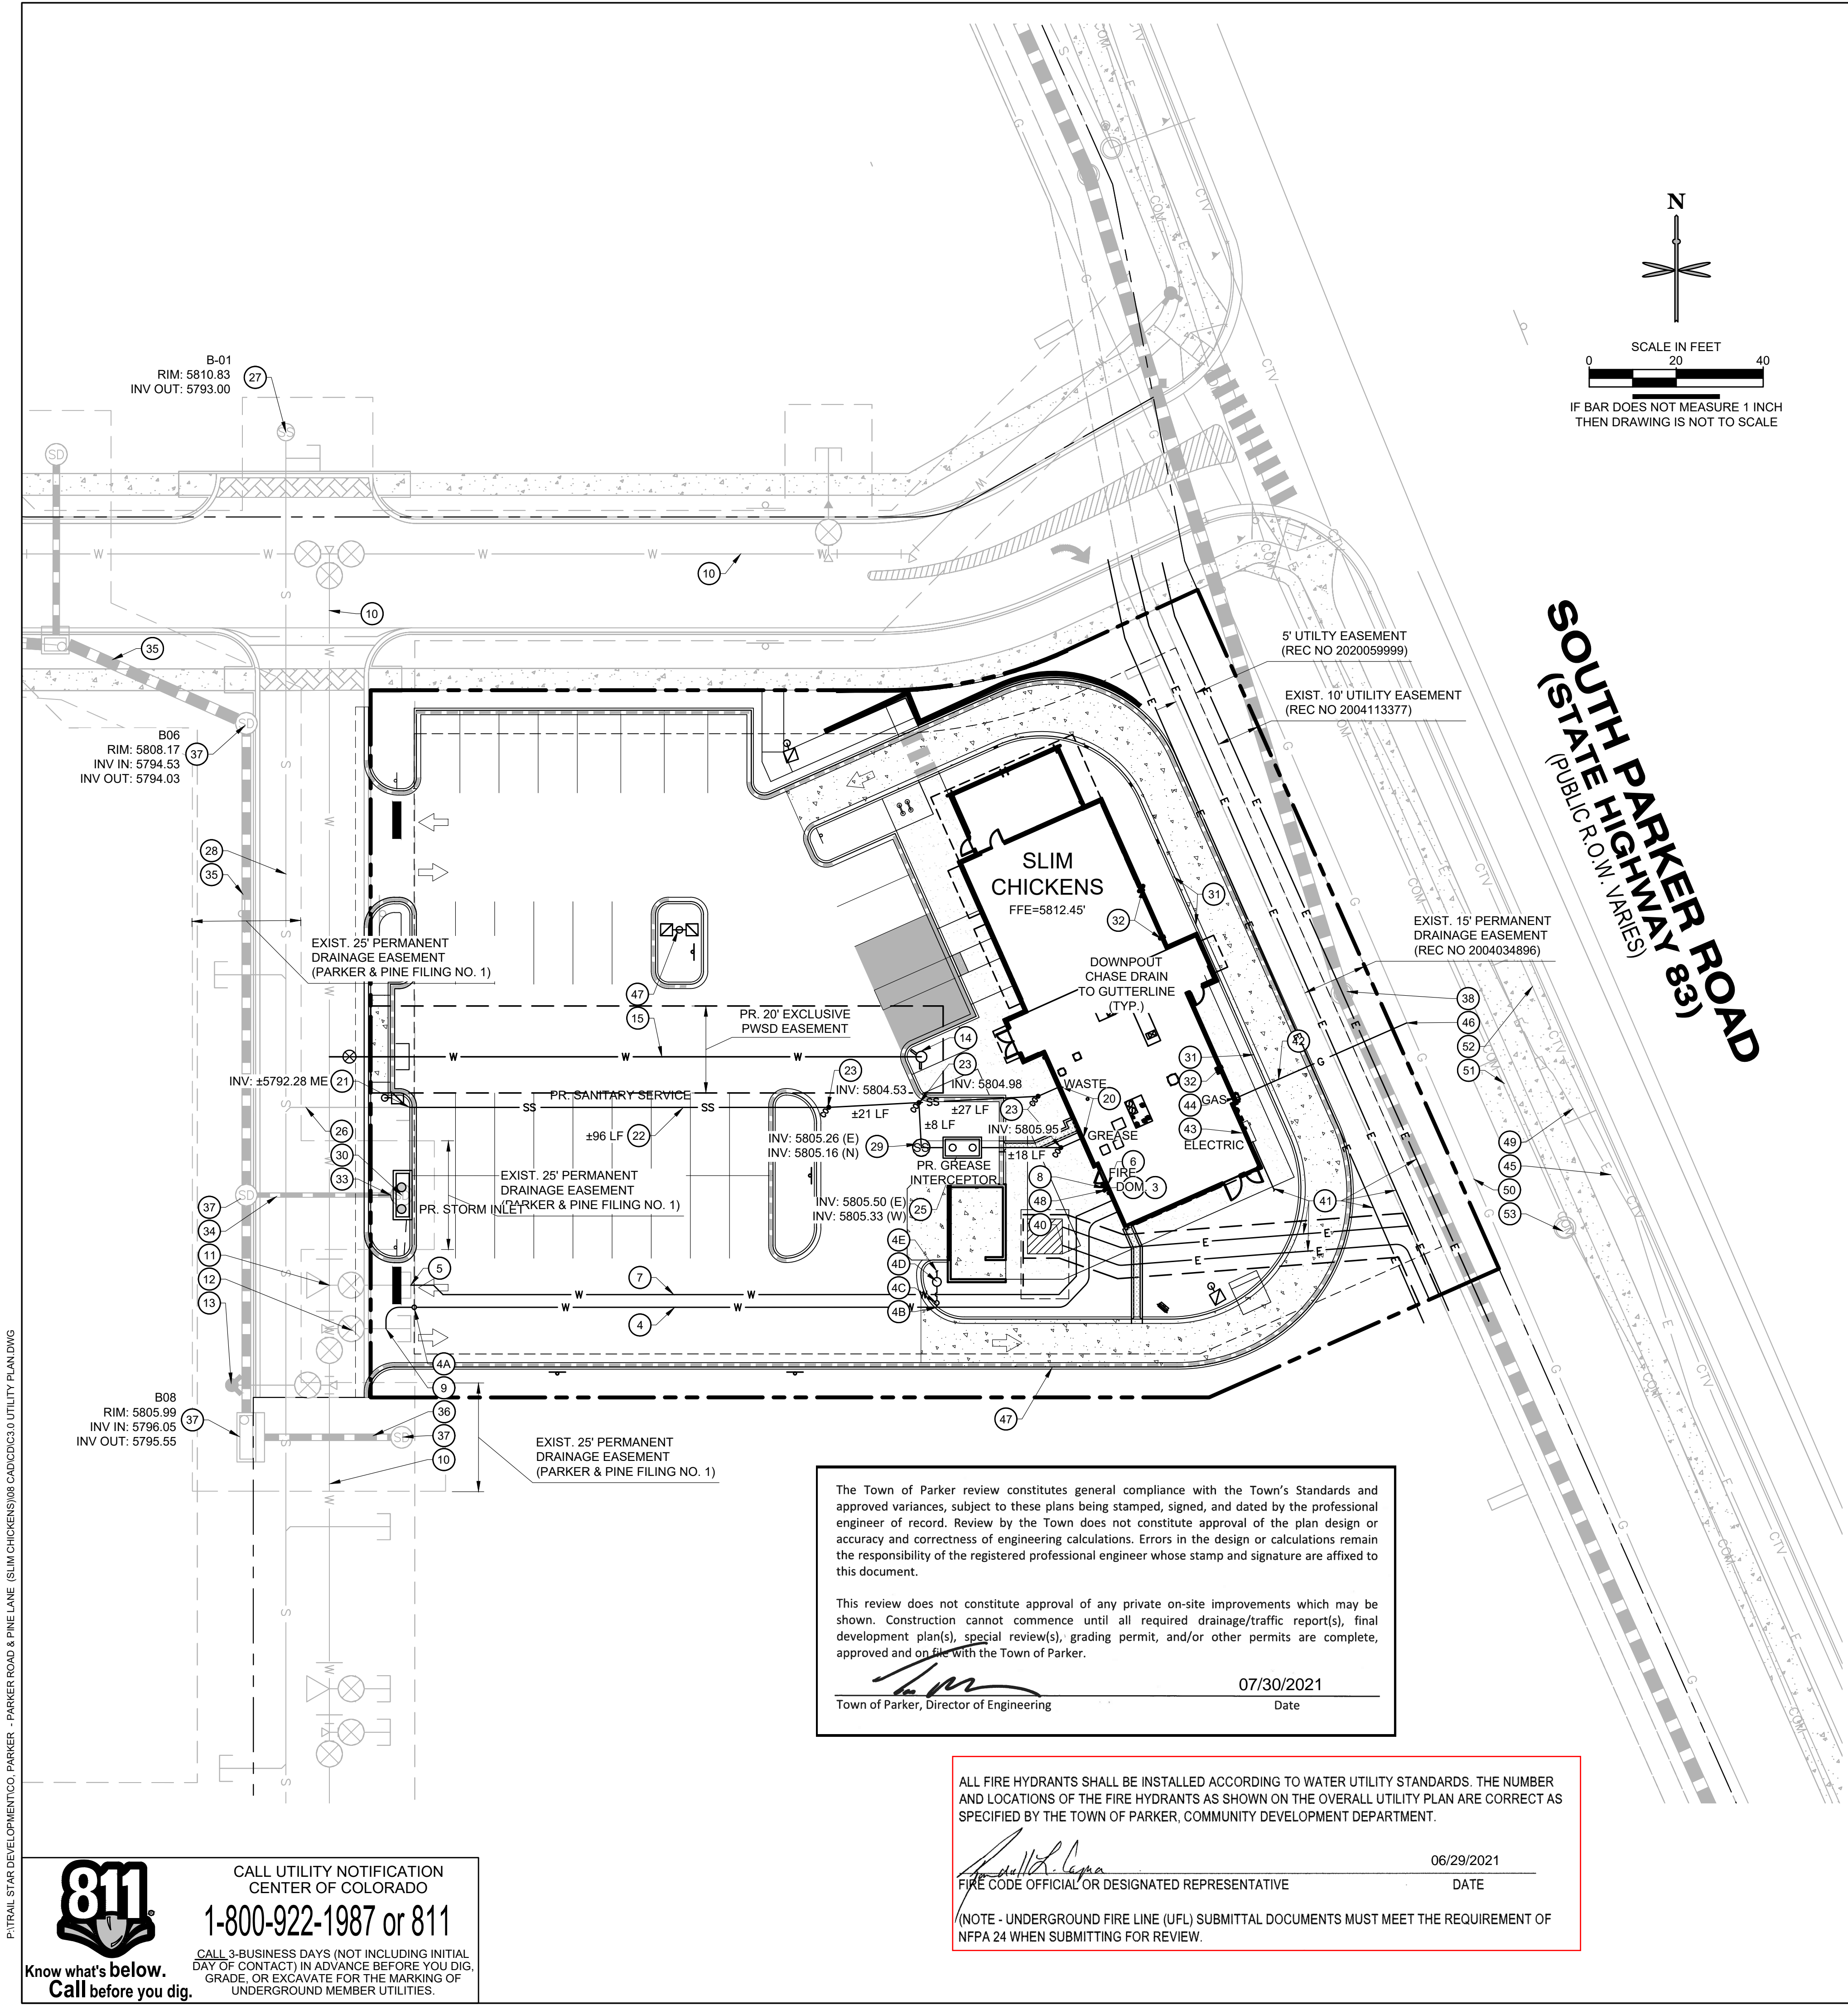 N
SCALE IN FEET
0 20 40
IF BAR DOES NOT MEASURE 1 INCH
THEN DRAWING IS NOT TO SCALE
B-01
RIM: 5810.83
INV OUT: 5793.00
27
10
10
35
B06
RIM: 5808.17
INV IN: 5794.53
INV OUT: 5794.03
37
28
35
5' UTILTY EASEMENT
(REC NO 2020059999)
EXIST. 10' UTILITY EASEMENT
(REC NO 2004113377)
SOUTH PARKER ROAD
(STATE HIGHWAY 83)
(PUBLIC R.O.W. VARIES)
SLIM
CHICKENS
FFE=5812.45'
31
32
EXIST. 15' PERMANENT
DRAINAGE EASEMENT
(REC NO 2004034896)
DOWNPOUT
CHASE DRAIN
TO GUTTERLINE
(TYP.)
EXIST. 25' PERMANENT
DRAINAGE EASEMENT
(PARKER & PINE FILING NO. 1)
47
15
PR. 20' EXCLUSIVE
PWSD EASEMENT
14
38
46
52
51
42
31
32
44
43
GAS
ELECTRIC
INV: ±5792.28 ME
21
PR. SANITARY SERVICE
23
INV: 5804.53
23
INV: 5804.98
WASTE
20
±21 LF
±27 LF
23
±8 LF
INV: 5805.95
GREASE
±96 LF
22
INV: 5805.26 (E)
INV: 5805.16 (N)
29
±18 LF
PR. GREASE
INTERCEPTOR
26
30
33
EXIST. 25' PERMANENT
DRAINAGE EASEMENT
(PARKER & PINE FILING NO. 1)
PR. STORM INLET
INV: 5805.50 (E)
INV: 5805.33 (W)
25
6
FIRE
8
DOM.
3
48
40
41
49
45
50
53
37
34
11
12
13
5
7
4
4E
4D
4C
4B
4A
9
36
37
10
47
B08
RIM: 5805.99
INV IN: 5796.05
INV OUT: 5795.55
37
EXIST. 25' PERMANENT
DRAINAGE EASEMENT
(PARKER & PINE FILING NO. 1)
The Town of Parker review constitutes general compliance with the Town's Standards and
approved variances, subject to these plans being stamped, signed, and dated by the professional
engineer of record. Review by the Town does not constitute approval of the plan design or
accuracy and correctness of engineering calculations. Errors in the design or calculations remain
the responsibility of the registered professional engineer whose stamp and signature are affixed to
this document.
This review does not constitute approval of any private on-site improvements which may be
shown. Construction cannot commence until all required drainage/traffic report(s), final
development plan(s), special review(s), grading permit, and/or other permits are complete,
approved and on file with the Town of Parker.
07/30/2021
Town of Parker, Director of Engineering Date
ALL FIRE HYDRANTS SHALL BE INSTALLED ACCORDING TO WATER UTILITY STANDARDS. THE NUMBER
AND LOCATIONS OF THE FIRE HYDRANTS AS SHOWN ON THE OVERALL UTILITY PLAN ARE CORRECT AS
SPECIFIED BY THE TOWN OF PARKER, COMMUNITY DEVELOPMENT DEPARTMENT.
06/29/2021
FIRE CODE OFFICIAL OR DESIGNATED REPRESENTATIVE DATE
(NOTE - UNDERGROUND FIRE LINE (UFL) SUBMITTAL DOCUMENTS MUST MEET THE REQUIREMENT OF
NFPA 24 WHEN SUBMITTING FOR REVIEW.
811
Know what's below.
Call before you dig.
CALL UTILITY NOTIFICATION
CENTER OF COLORADO
1-800-922-1987 or 811
CALL 3-BUSINESS DAYS (NOT INCLUDING INITIAL
DAY OF CONTACT) IN ADVANCE BEFORE YOU DIG,
GRADE, OR EXCAVATE FOR THE MARKING OF
UNDERGROUND MEMBER UTILITIES.
P:\TRAIL STAR DEVELOPMENT\CO, PARKER - PARKER ROAD & PINE LANE (SLIM CHICKENS)\08 CAD\CD\C3.0 UTILITY PLAN.DWG